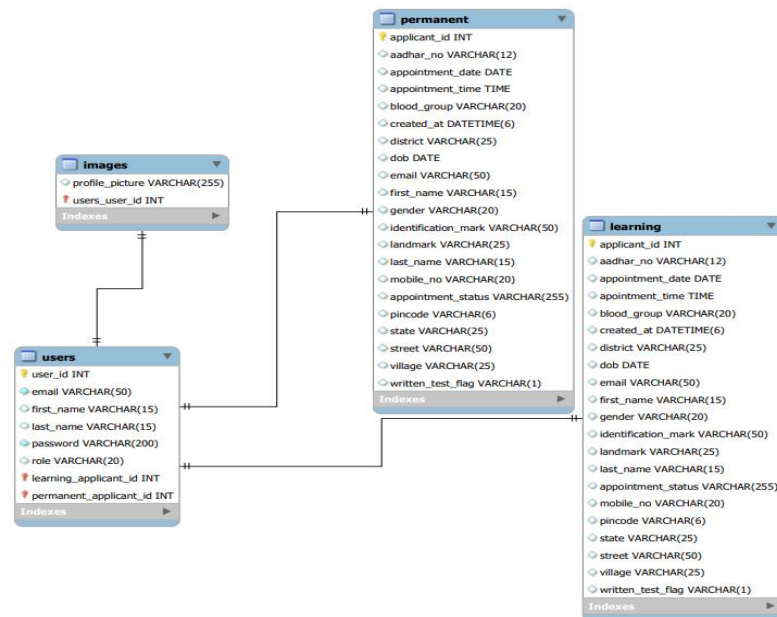 permanent
applicant_id INT
aadhar_no VARCHAR(12)
appointment_date DATE
appointment_time TIME
blood_group VARCHAR(20)
created_at DATETIME(6)
district VARCHAR(25)
dob DATE
email VARCHAR(50)
first_name VARCHAR(15)
gender VARCHAR(20)
identification_mark VARCHAR(50)
landmark VARCHAR(25)
last_name VARCHAR(15)
mobile_no VARCHAR(20)
appointment_status VARCHAR(255)
pincode VARCHAR(6)
state VARCHAR(25)
street VARCHAR(50)
village VARCHAR(25)
written_test_flag VARCHAR(1)
Indexes
images
profile_picture VARCHAR(255)
users_user_id INT
Indexes
learning
applicant_id INT
aadhar_no VARCHAR(12)
appointment_date DATE
apointment_time TIME
blood_group VARCHAR(20)
created_at DATETIME(6)
district VARCHAR(25)
dob DATE
email VARCHAR(50)
first_name VARCHAR(15)
gender VARCHAR(20)
identification_mark VARCHAR(50)
landmark VARCHAR(25)
last_name VARCHAR(15)
appointment_status VARCHAR(255)
mobile_no VARCHAR(20)
pincode VARCHAR(6)
state VARCHAR(25)
street VARCHAR(50)
village VARCHAR(25)
written_test_flag VARCHAR(1)
Indexes
users
user_id INT
email VARCHAR(50)
first_name VARCHAR(15)
last_name VARCHAR(15)
password VARCHAR(200)
role VARCHAR(20)
learning_applicant_id INT
permanent_applicant_id INT
Indexes